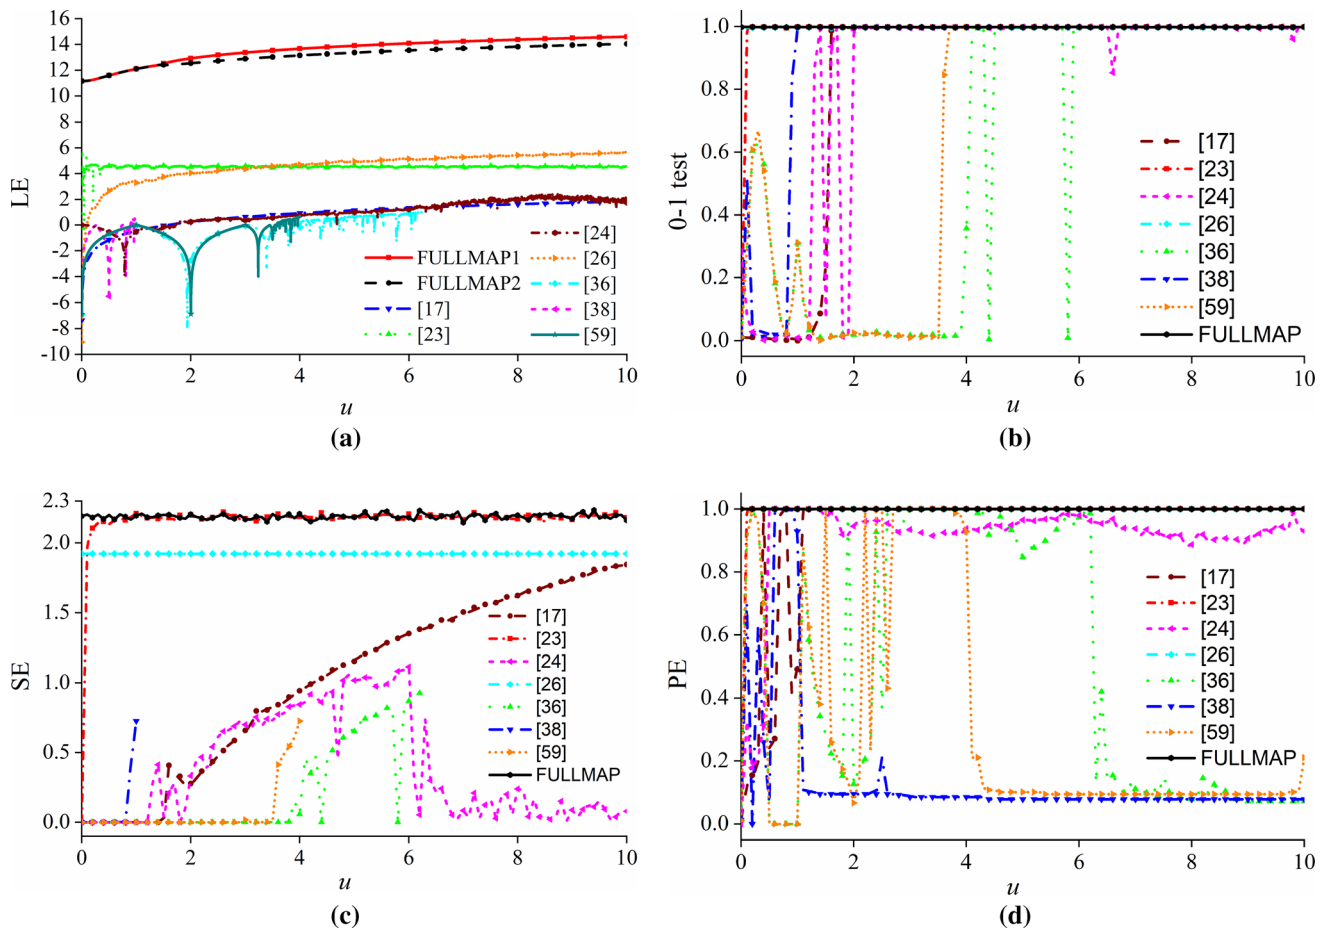 16
14
12
10
8
6
4
2
0
-2
-4
-6
-8
-10
LE
FULLMAP1
FULLMAP2
[17]
[23]
[24]
[26]
[36]
[38]
[59]
0 2 4 6 8 10
u
(a)
1.0
0.8
0.6
0.4
0.2
0.0
0-1 test
[17]
[23]
[24]
[26]
[36]
[38]
[59]
FULLMAP
0 2 4 6 8 10
u
(b)
2.3
2.0
1.5
1.0
0.5
0.0
SE
[17]
[23]
[24]
[26]
[36]
[38]
[59]
FULLMAP
0 2 4 6 8 10
u
(c)
1.0
0.8
0.6
0.4
0.2
0.0
PE
[17]
[23]
[24]
[26]
[36]
[38]
[59]
FULLMAP
0 2 4 6 8 10
u
(d)